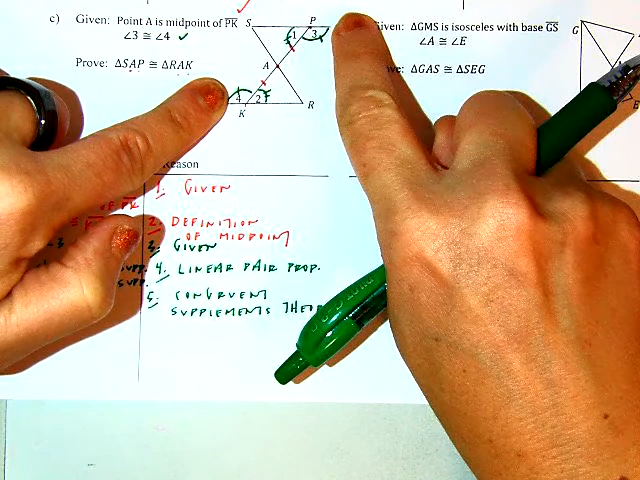 c) Given: Point A is midpoint of PK
∠3 ≅ ∠4 ✓
Prove: ΔSAP ≅ ΔRAK
S P
1 3
A
4 2
K R
Given: ΔGMS is isosceles with base GS
∠A ≅ ∠E
ΔGAS ≅ ΔSEG
G
E
Reason
1. GIVEN
2. DEFINITION
OF MIDPOINT
3. GIVEN
SUPP. 4. LINEAR PAIR PROP.
SUPP.
5. CONGRUENT
SUPPLEMENTS